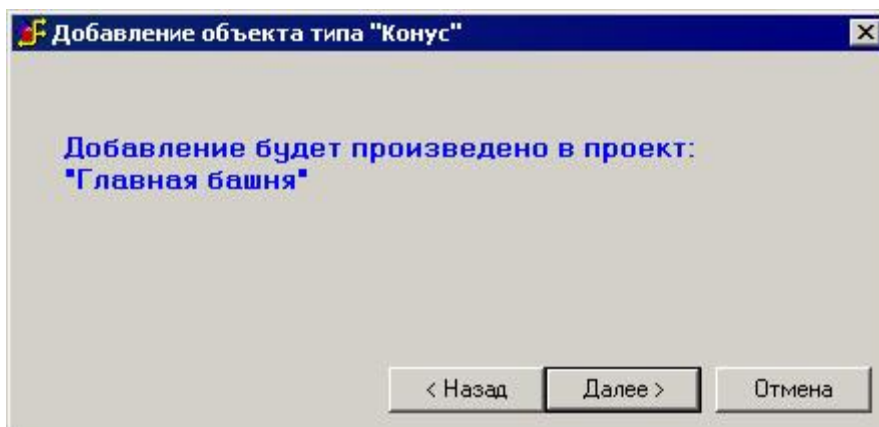 Добавление объекта типа "Конус"
Добавление будет произведено в проект:
"Главная башня"
< Назад
Далее >
Отмена